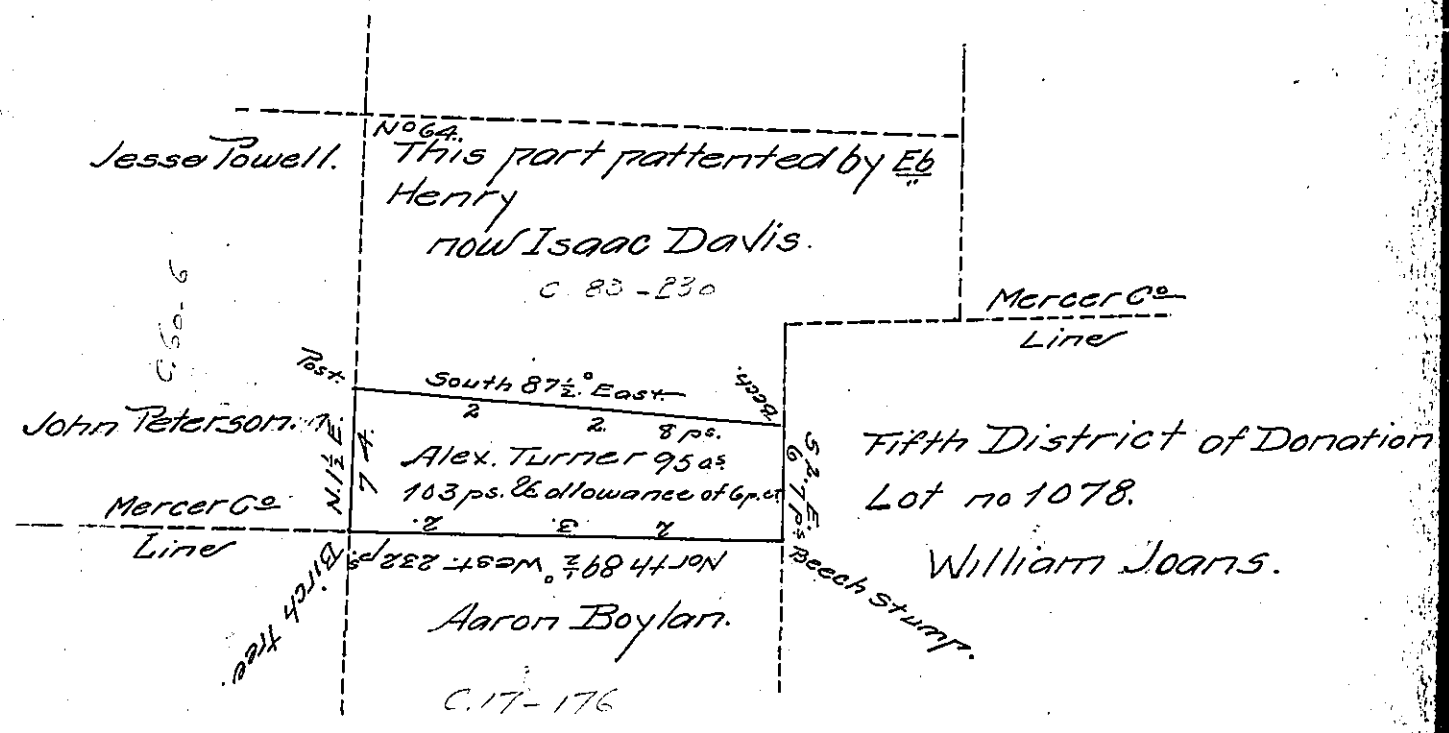 No 64.
Jesse Powell.
This part pattented by Eb
Henry
now Isaac Davis.
C. 83-230
C. 50-6
Mercer Co
Line
Post.
South 87½° East
2 2. 8 ps.
Beech.
John Peterson.
N 1½ E.
Alex. Turner 95 as
103 ps. & allowance of 6 p. ct
S 2. E.
6 7 ps
Fifth District of Donation
Lot no 1078.
William Joans.
Mercer Co
Line
2. 3. 2
North 89½° West 232 ps
Birch tree.
Beech Stump.
Aaron Boylan.
C. 17-176